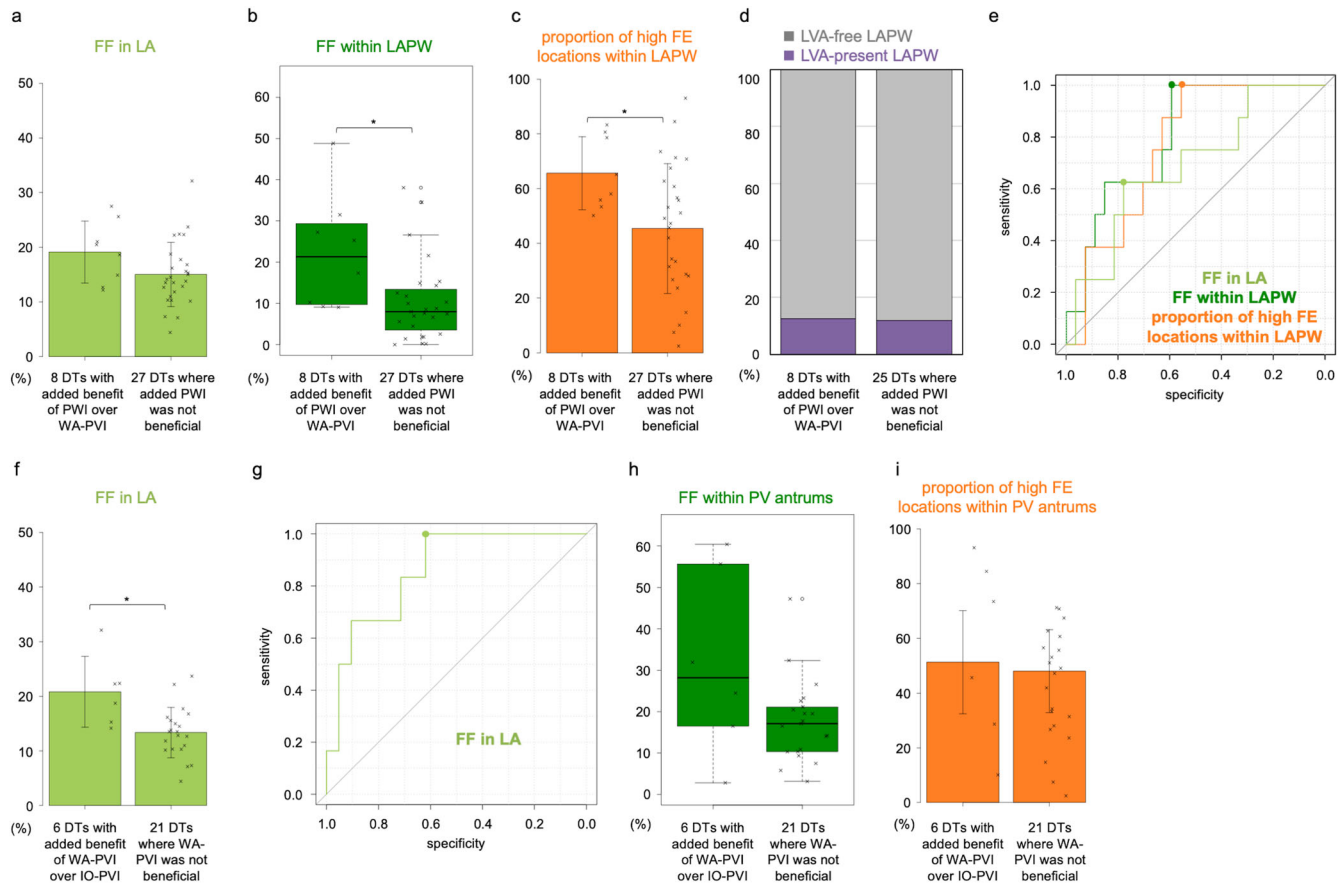 a
FF in LA
50
40
30
20
10
0
(%)
8 DTs with
added benefit
of PWI over
WA-PVI
27 DTs where
added PWI
was not
beneficial
b
FF within LAPW
60
50
40
30
20
10
0
*
8 DTs with
added benefit
of PWI over
WA-PVI
27 DTs where
added PWI
was not
beneficial
c
proportion of high FE
locations within LAPW
100
80
60
40
20
0
*
8 DTs with
added benefit
of PWI over
WA-PVI
27 DTs where
added PWI
was not
beneficial
d
LVA-free LAPW
LVA-present LAPW
100
80
60
40
20
0
8 DTs with
added benefit
of PWI over
WA-PVI
25 DTs where
added PWI
was not
beneficial
e
sensitivity
1.0
0.8
0.6
0.4
0.2
0.0
FF in LA
FF within LAPW
proportion of high FE
locations within LAPW
1.0 0.8 0.6 0.4 0.2 0.0
specificity
f
FF in LA
50
40
30
20
10
0
*
(%)
6 DTs with
added benefit
of WA-PVI
over IO-PVI
21 DTs
where WA-
PVI was not
beneficial
g
sensitivity
1.0
0.8
0.6
0.4
0.2
0.0
FF in LA
1.0 0.8 0.6 0.4 0.2 0.0
specificity
h
FF within PV antrums
60
50
40
30
20
10
0
(%)
6 DTs with
added benefit
of WA-PVI
over IO-PVI
21 DTs
where WA-
PVI was not
beneficial
i
proportion of high FE
locations within PV antrums
100
80
60
40
20
0
(%)
6 DTs with
added benefit
of WA-PVI
over IO-PVI
21 DTs
where WA-
PVI was not
beneficial